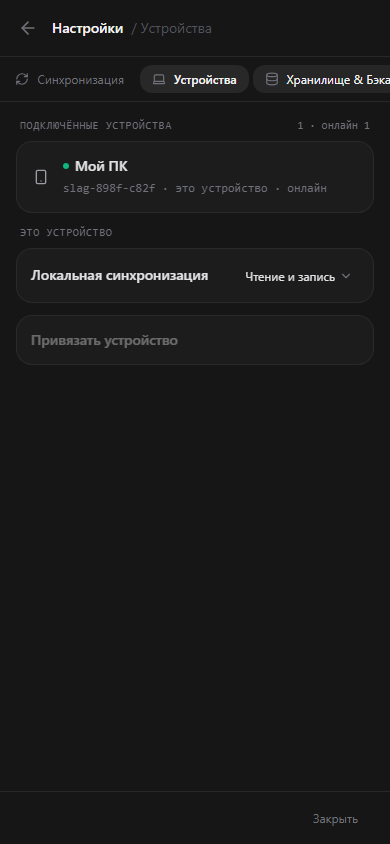 Настройки / Устройства
Синхронизация Устройства Хранилище & Бэка
ПОДКЛЮЧЁННЫЕ УСТРОЙСТВА 1 · онлайн 1
Мой ПК
slag-898f-c82f · это устройство · онлайн
ЭТО УСТРОЙСТВО
Локальная синхронизация Чтение и запись
Привязать устройство
Закрыть